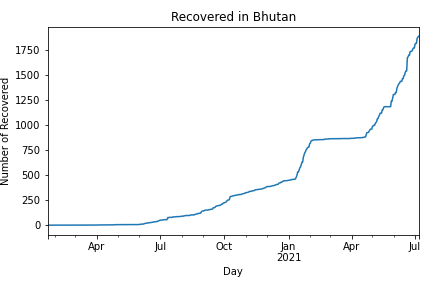 Recovered in Bhutan
Number of Recovered
1750
1500
1250
1000
750
500
250
0
Apr
Jul
Oct
Jan
2021
Apr
Jul
Day